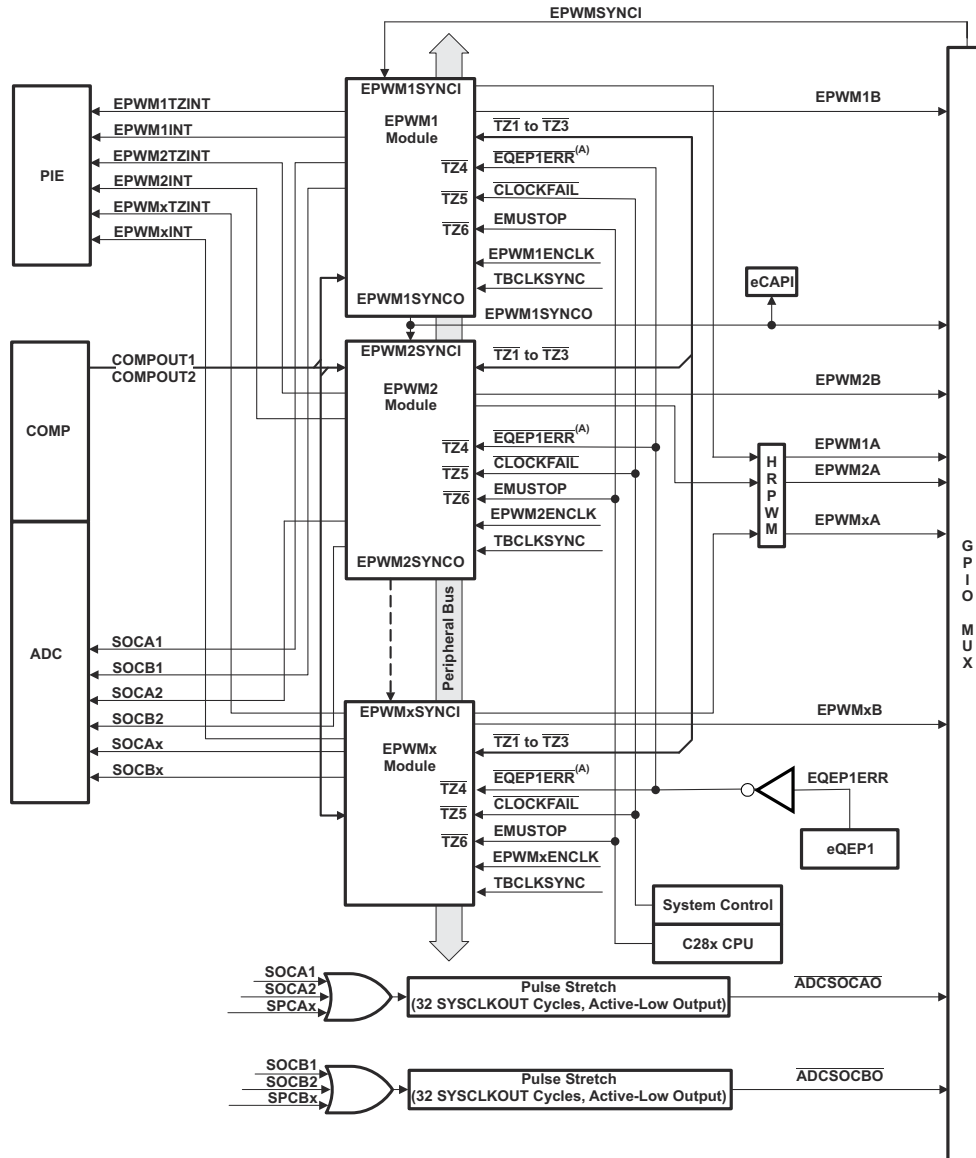 EPWMSYNCI
EPWM1SYNCI
EPWM1
Module
EPWM1TZINT
EPWM1INT
EPWM2TZINT
EPWM2INT
EPWMxTZINT
EPWMxINT
PIE
EPWM1B
TZ1 to TZ3
TZ4
EQEP1ERR(A)
TZ5
CLOCKFAIL
TZ6
EMUSTOP
EPWM1ENCLK
TBCLKSYNC
EPWM1SYNCO
eCAPI
EPWM1SYNCO
COMPOUT1
COMPOUT2
COMP
EPWM2SYNCI
EPWM2
Module
TZ1 to TZ3
EPWM2B
TZ4
EQEP1ERR(A)
TZ5
CLOCKFAIL
TZ6
EMUSTOP
EPWM2ENCLK
TBCLKSYNC
EPWM2SYNCO
HRPWM
EPWM1A
EPWM2A
EPWMxA
GPIO
MUX
Peripheral Bus
ADC
SOCA1
SOCB1
SOCA2
SOCB2
SOCAx
SOCBx
EPWMxSYNCI
EPWMx
Module
EPWMxB
TZ1 to TZ3
TZ4
EQEP1ERR(A)
TZ5
CLOCKFAIL
TZ6
EMUSTOP
EPWMxENCLK
TBCLKSYNC
EQEP1ERR
eQEP1
System Control
C28x CPU
SOCA1
SOCA2
SPCAx
Pulse Stretch
(32 SYSCLKOUT Cycles, Active-Low Output)
ADCSOCAO
SOCB1
SOCB2
SPCBx
Pulse Stretch
(32 SYSCLKOUT Cycles, Active-Low Output)
ADCSOCBO